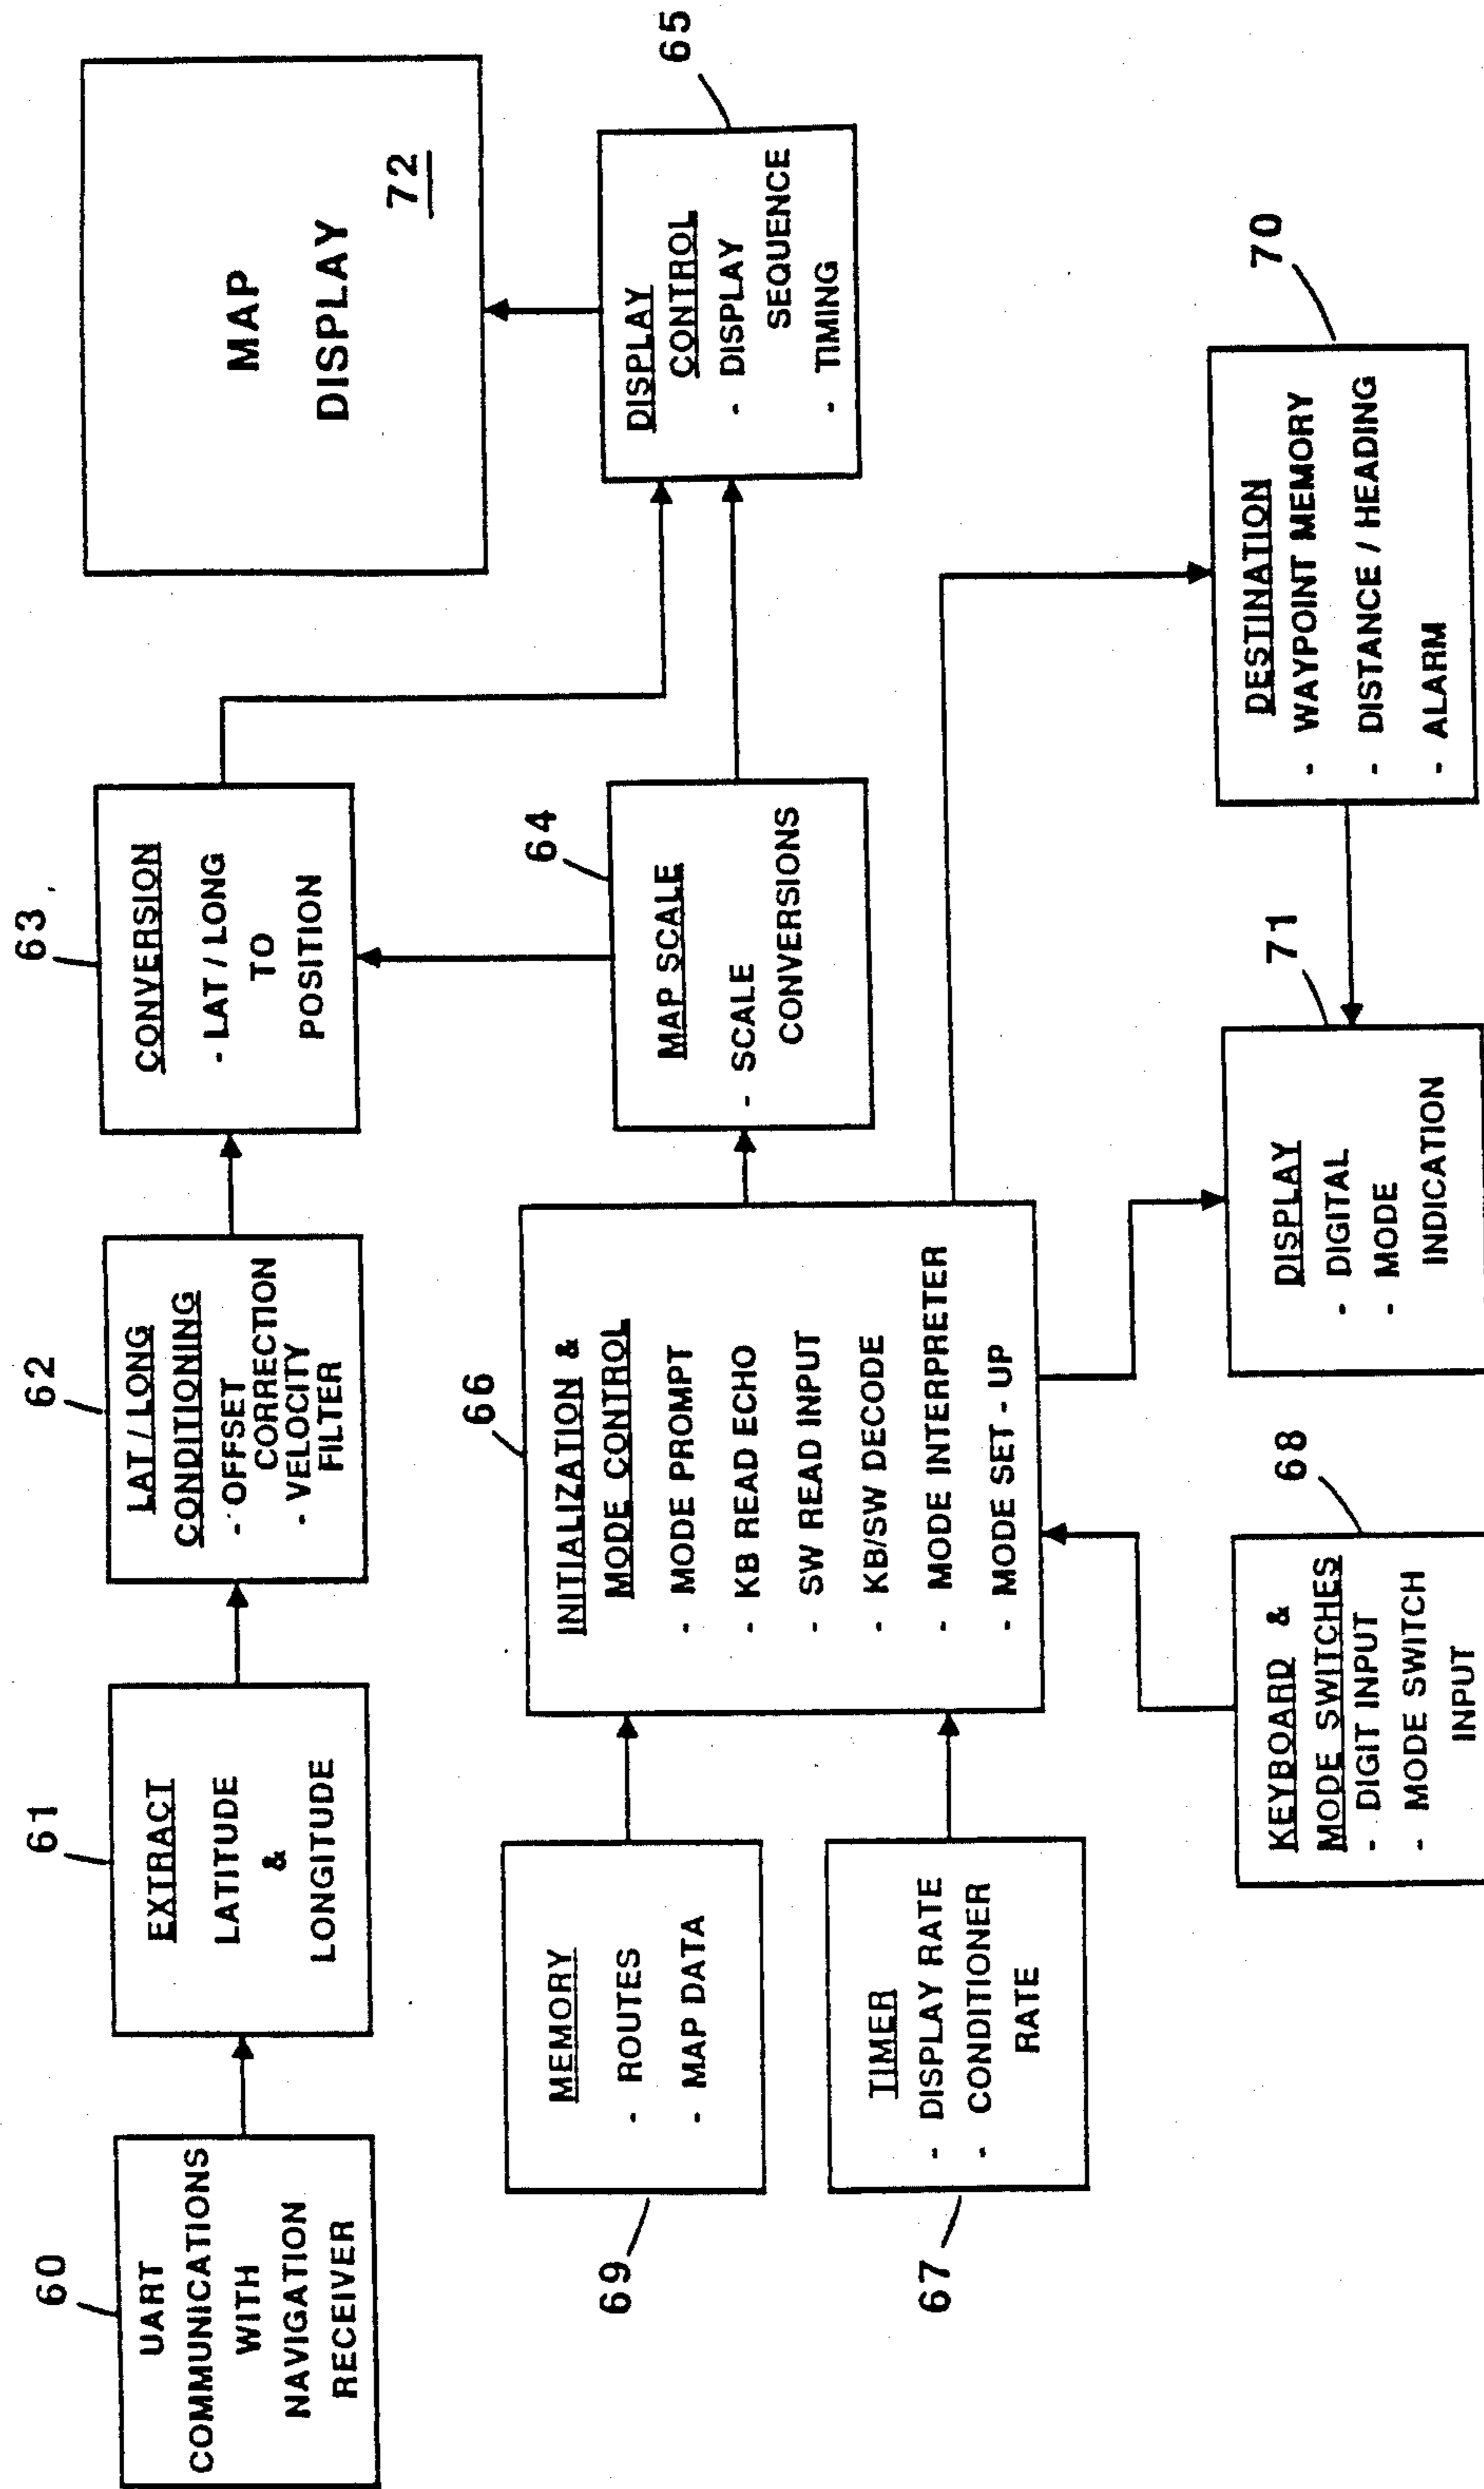 60
UART
COMMUNICATIONS
WITH
NAVIGATION
RECEIVER
61
EXTRACT
LATITUDE
&
LONGITUDE
62
LAT / LONG
CONDITIONING
- OFFSET
CORRECTION
- VELOCITY
FILTER
63
CONVERSION
- LAT / LONG
TO
POSITION
MAP
DISPLAY
72
69
MEMORY
- ROUTES
- MAP DATA
67
TIMER
- DISPLAY RATE
- CONDITIONER
RATE
66
INITIALIZATION &
MODE CONTROL
- MODE PROMPT
- KB READ ECHO
- SW READ INPUT
- KB/SW DECODE
- MODE INTERPRETER
- MODE SET - UP
64
MAP SCALE
- SCALE
CONVERSIONS
65
DISPLAY
CONTROL
- DISPLAY
SEQUENCE
- TIMING
68
KEYBOARD &
MODE SWITCHES
- DIGIT INPUT
- MODE SWITCH
INPUT
71
DISPLAY
- DIGITAL
- MODE
INDICATION
70
DESTINATION
- WAYPOINT MEMORY
- DISTANCE / HEADING
- ALARM